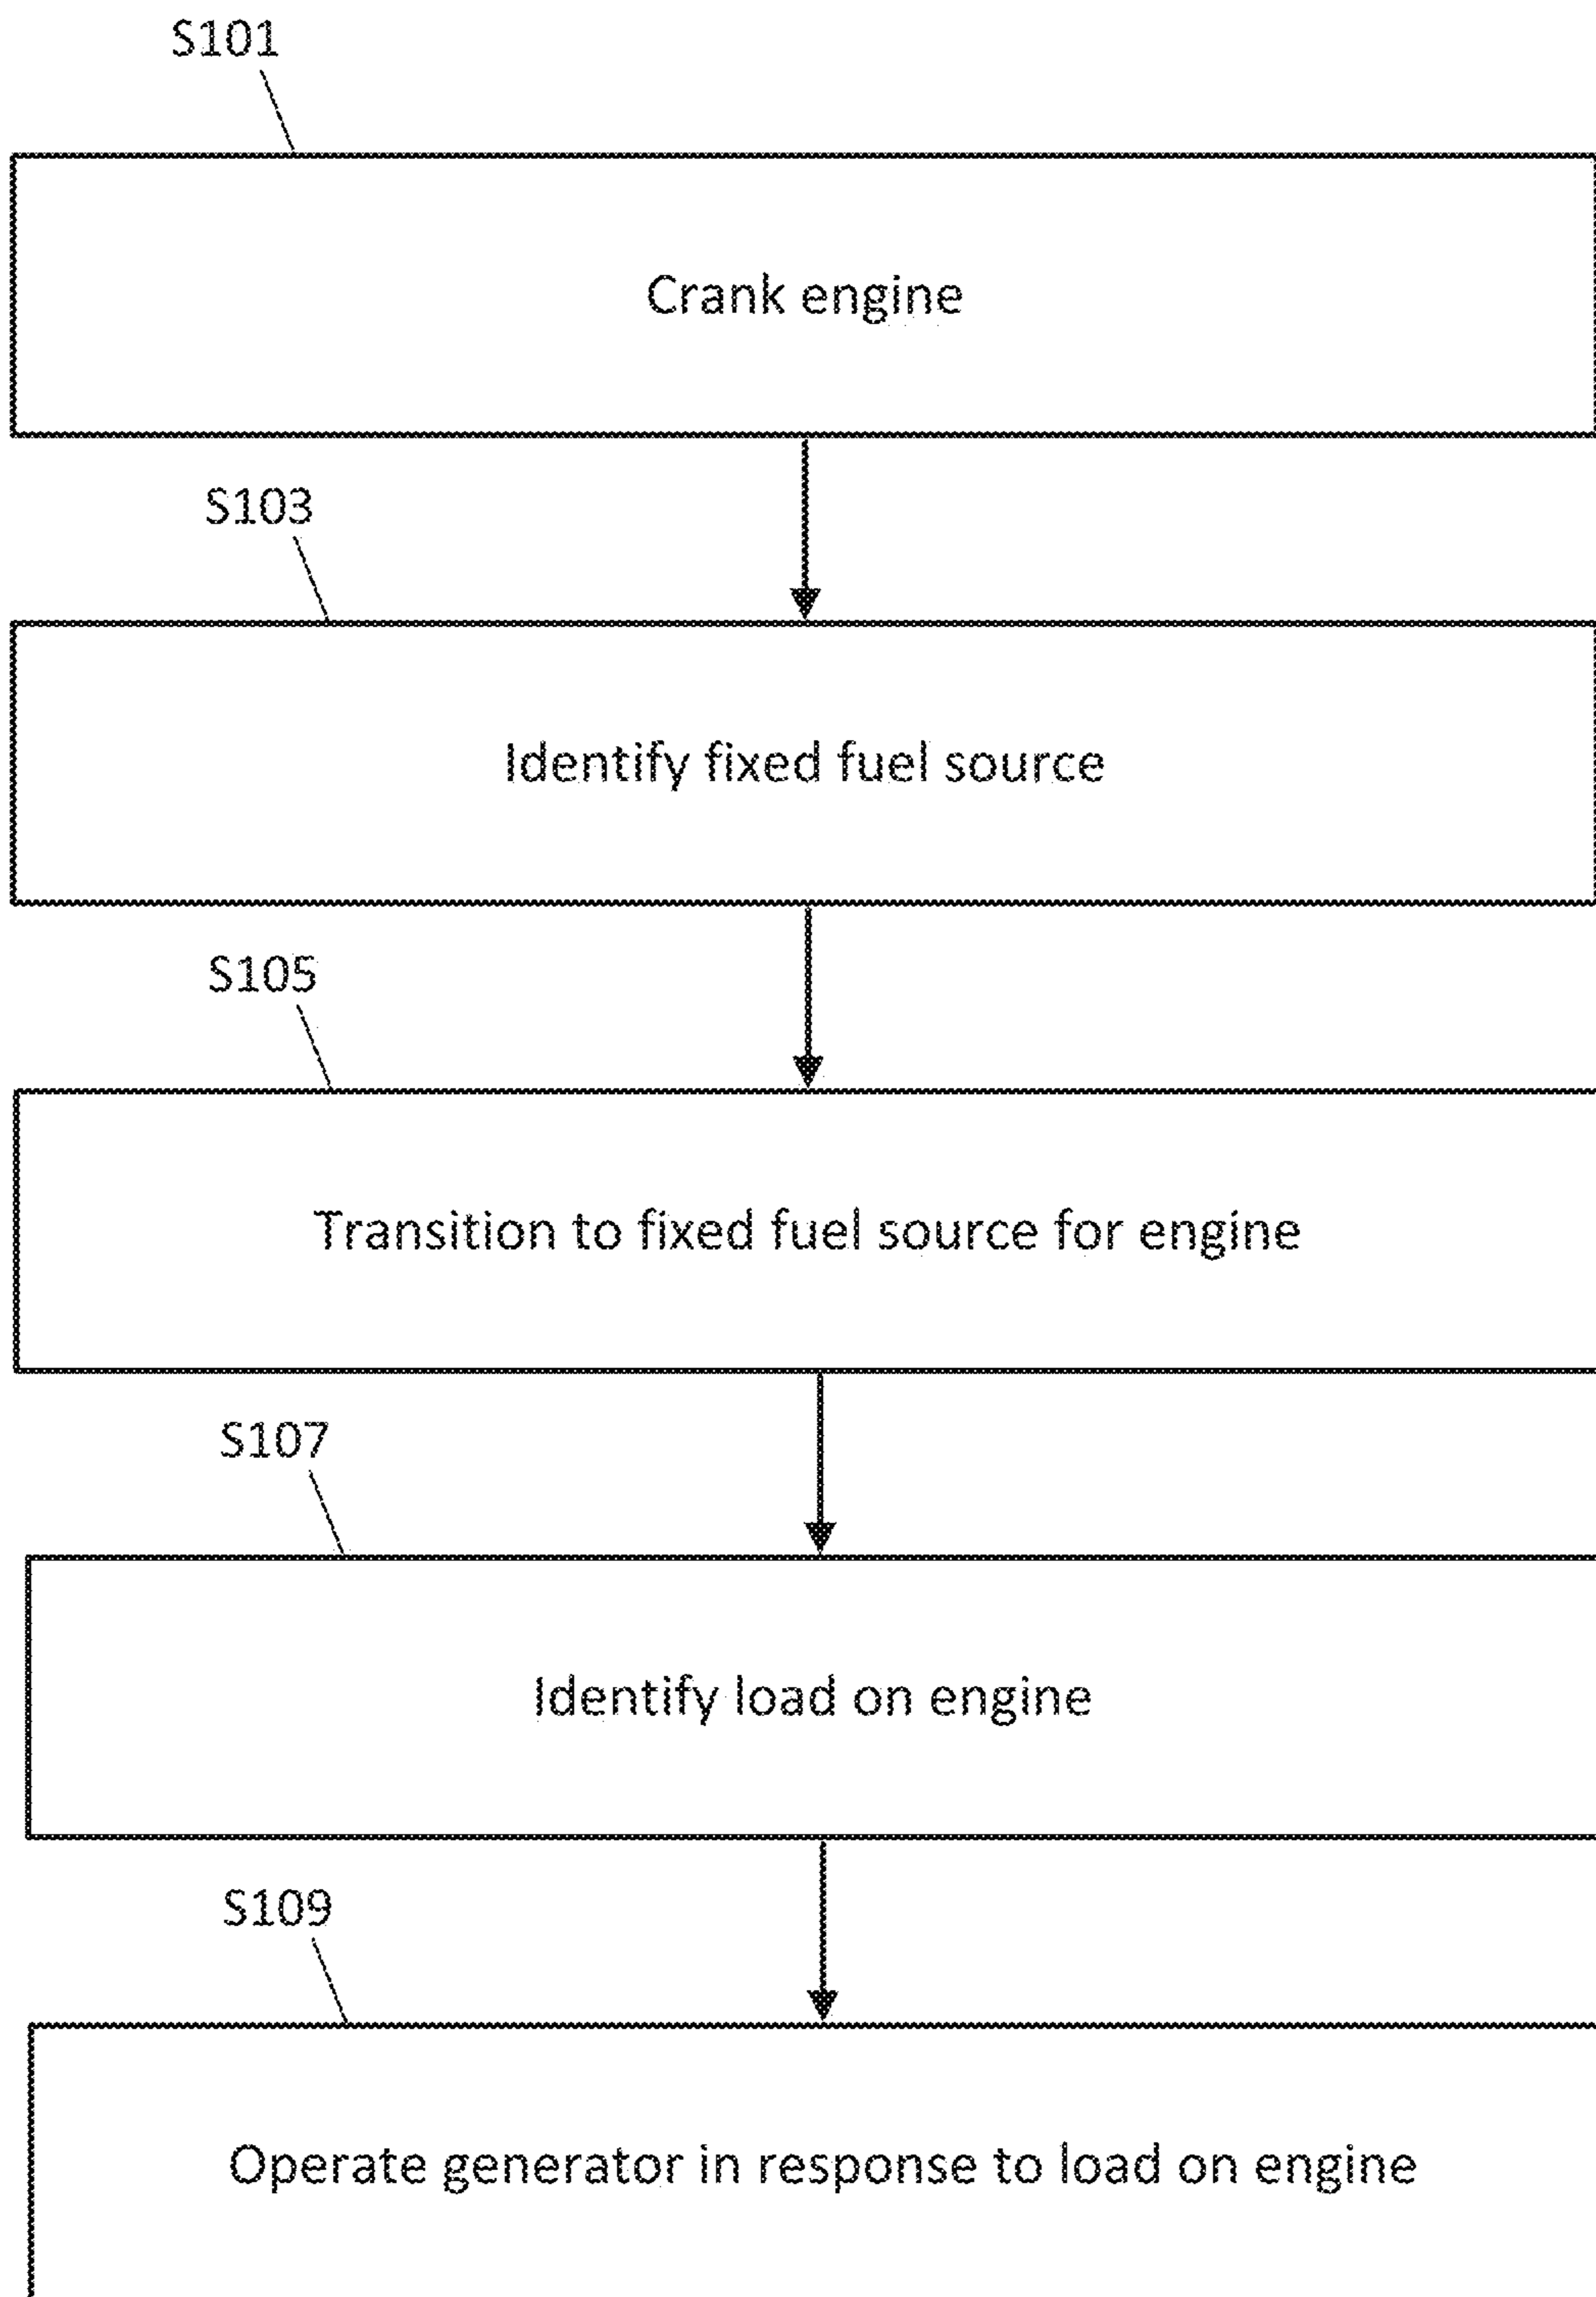 S101
Crank engine
S103
Identify fixed fuel source
S105
Transition to fixed fuel source for engine
S107
Identify load on engine
S109
Operate generator in response to load on engine